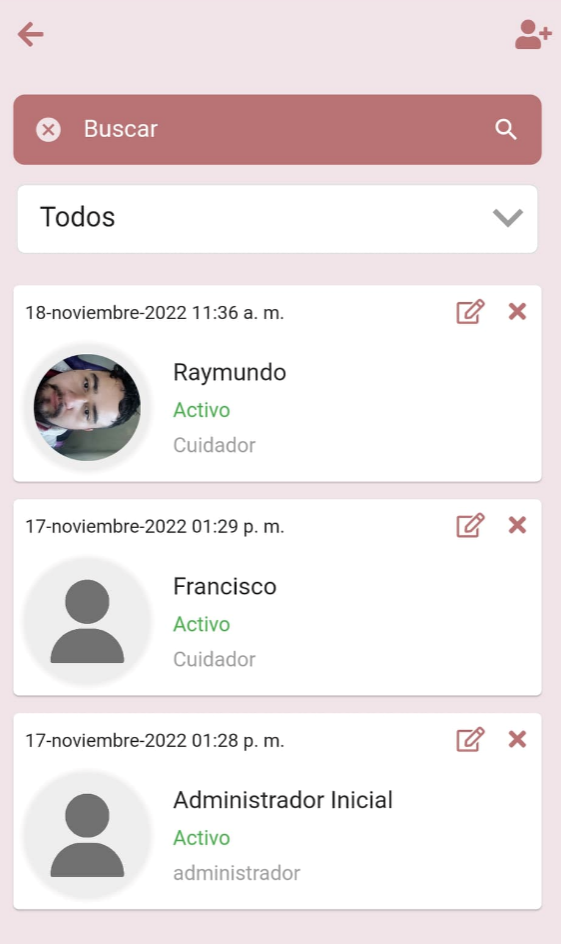 Buscar
Todos
18-noviembre-2022 11:36 a. m.
Raymundo
Activo
Cuidador
17-noviembre-2022 01:29 p. m.
Francisco
Activo
Cuidador
17-noviembre-2022 01:28 p. m.
Administrador Inicial
Activo
administrador